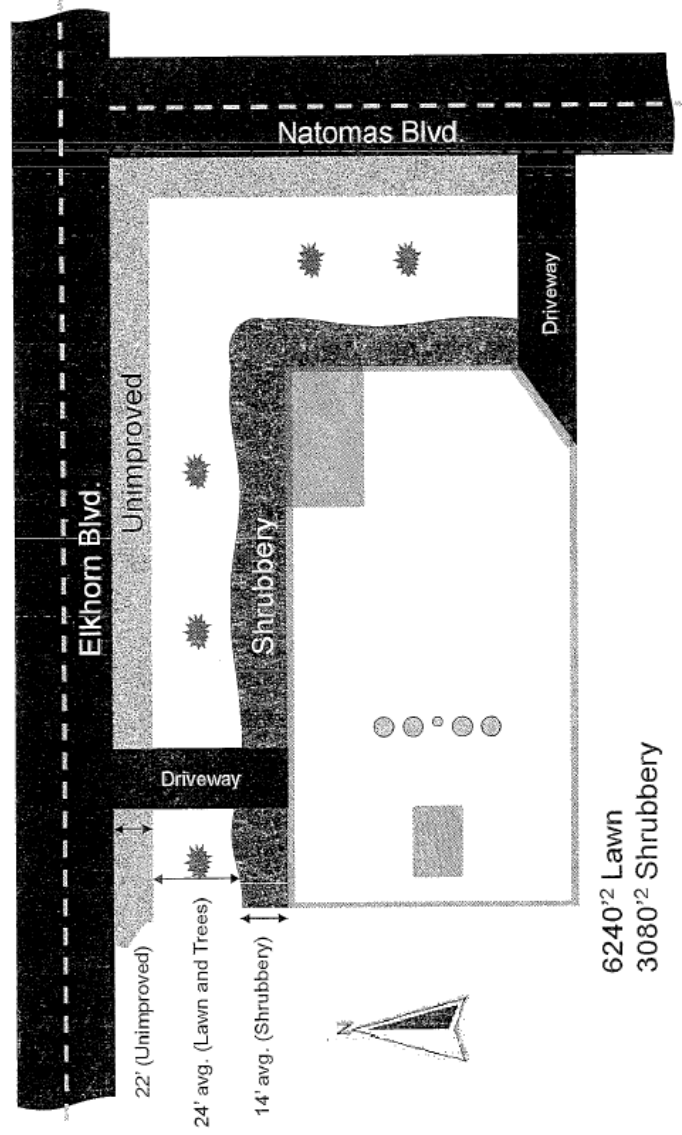 Natomas Blvd.
Elkhorn Blvd.
Unimproved
Driveway
Shrubbery
Driveway
22' (Unimproved)
24' avg. (Lawn and Trees)
14' avg. (Shrubbery)
N
6240'² Lawn
3080'² Shrubbery